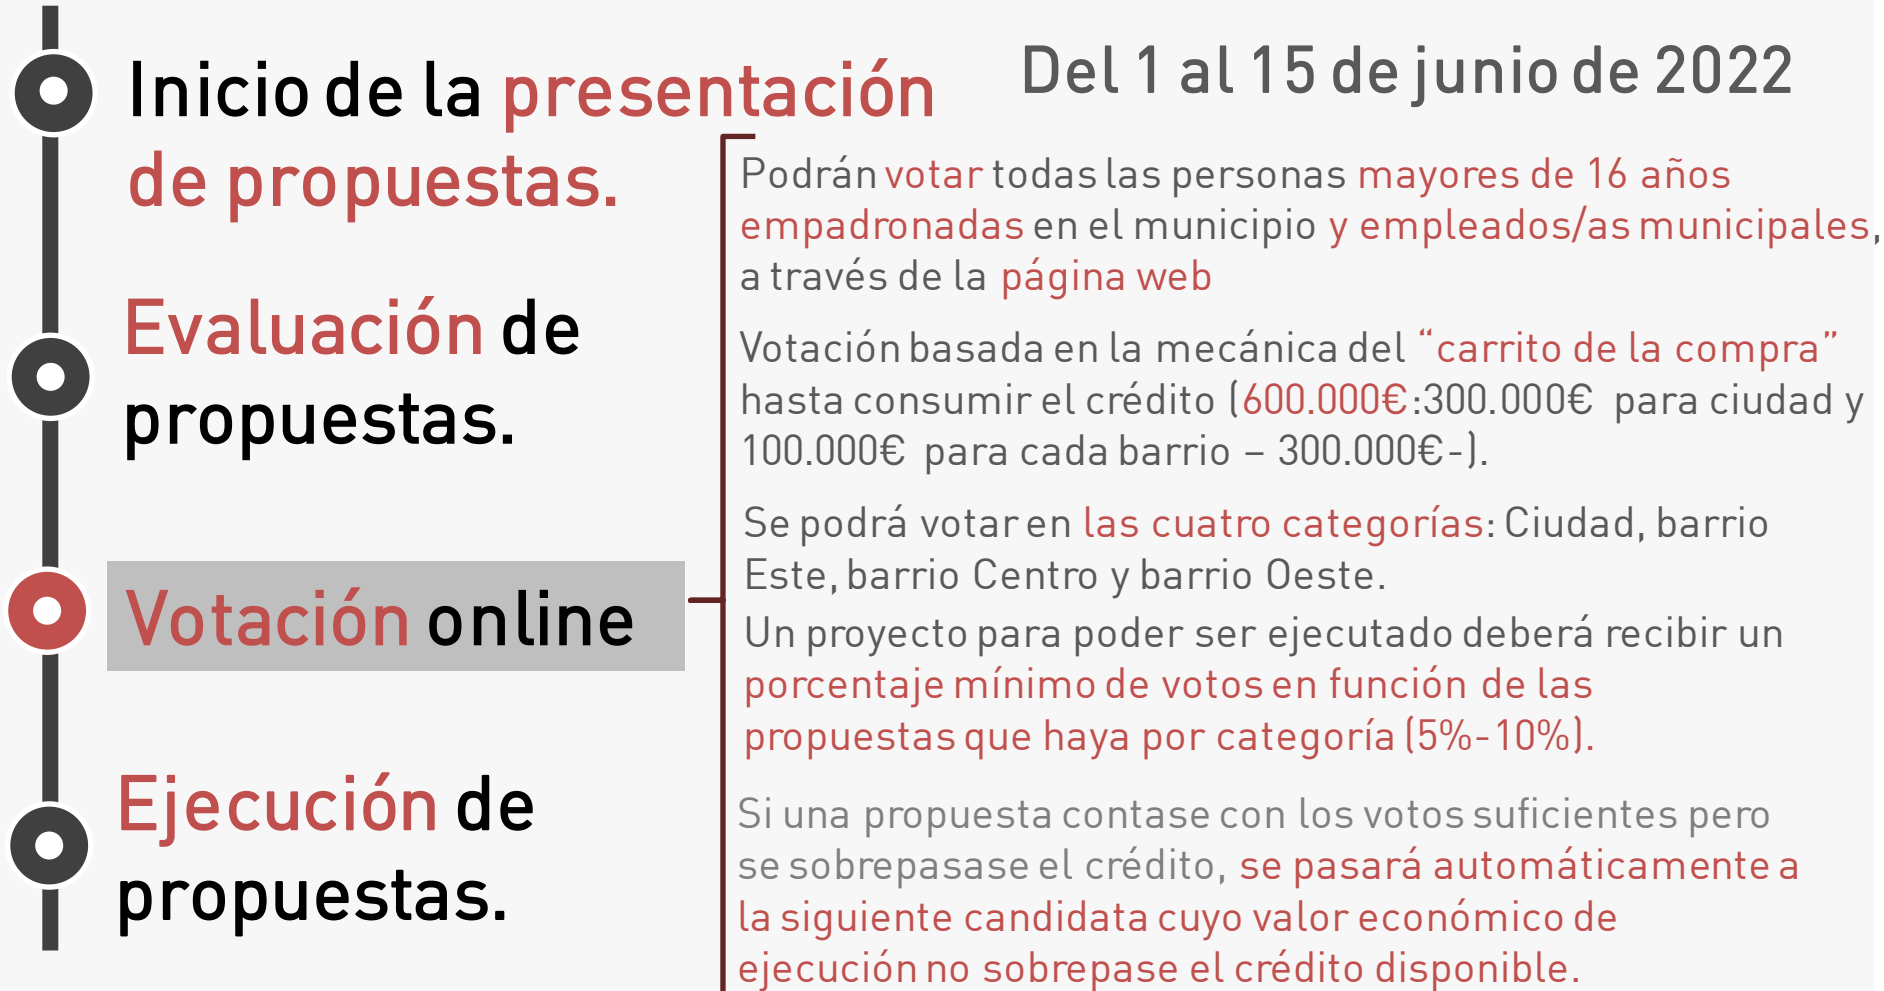 Inicio de la presentación
de propuestas.
Evaluación de
propuestas.
Votación online
Ejecución de
propuestas.
Del 1 al 15 de junio de 2022
Podrán votar todas las personas mayores de 16 años
empadronadas en el municipio y empleados/as municipales,
a través de la página web
Votación basada en la mecánica del “carrito de la compra”
hasta consumir el crédito (600.000€:300.000€ para ciudad y
100.000€ para cada barrio – 300.000€-).
Se podrá votar en las cuatro categorías: Ciudad, barrio
Este, barrio Centro y barrio Oeste.
Un proyecto para poder ser ejecutado deberá recibir un
porcentaje mínimo de votos en función de las
propuestas que haya por categoría (5%-10%).
Si una propuesta contase con los votos suficientes pero
se sobrepasase el crédito, se pasará automáticamente a
la siguiente candidata cuyo valor económico de
ejecución no sobrepase el crédito disponible.